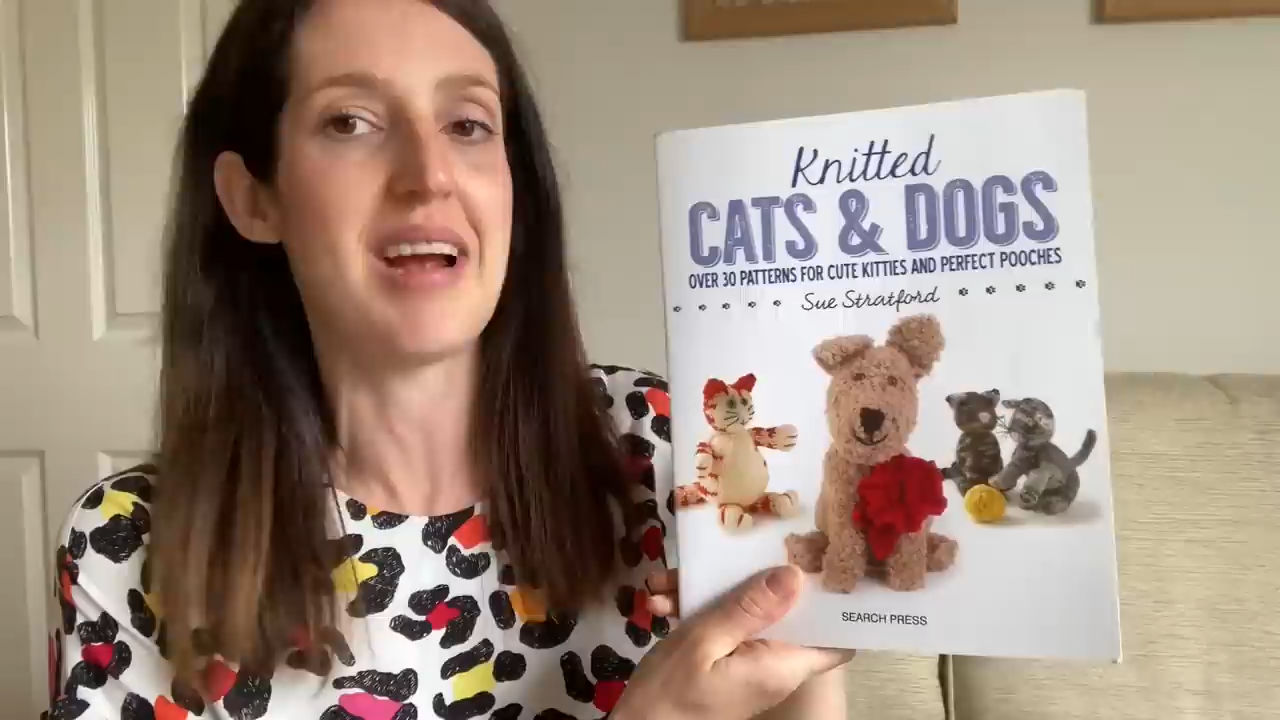 Knitted
CATS & DOGS
OVER 30 PATTERNS FOR CUTE KITTIES AND PERFECT POOCHES
Sue Stratford
SEARCH PRESS